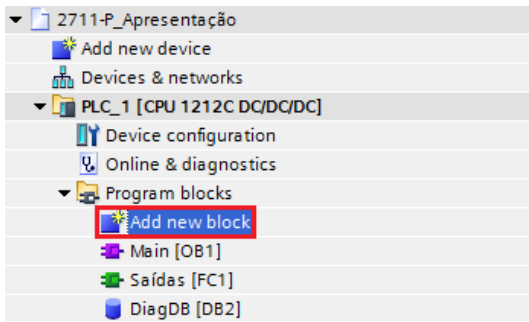 2711-P_Apresentação
Add new device
Devices & networks
PLC_1 [CPU 1212C DC/DC/DC]
Device configuration
Online & diagnostics
Program blocks
Add new block
Main [OB1]
Saídas [FC1]
DiagDB [DB2]